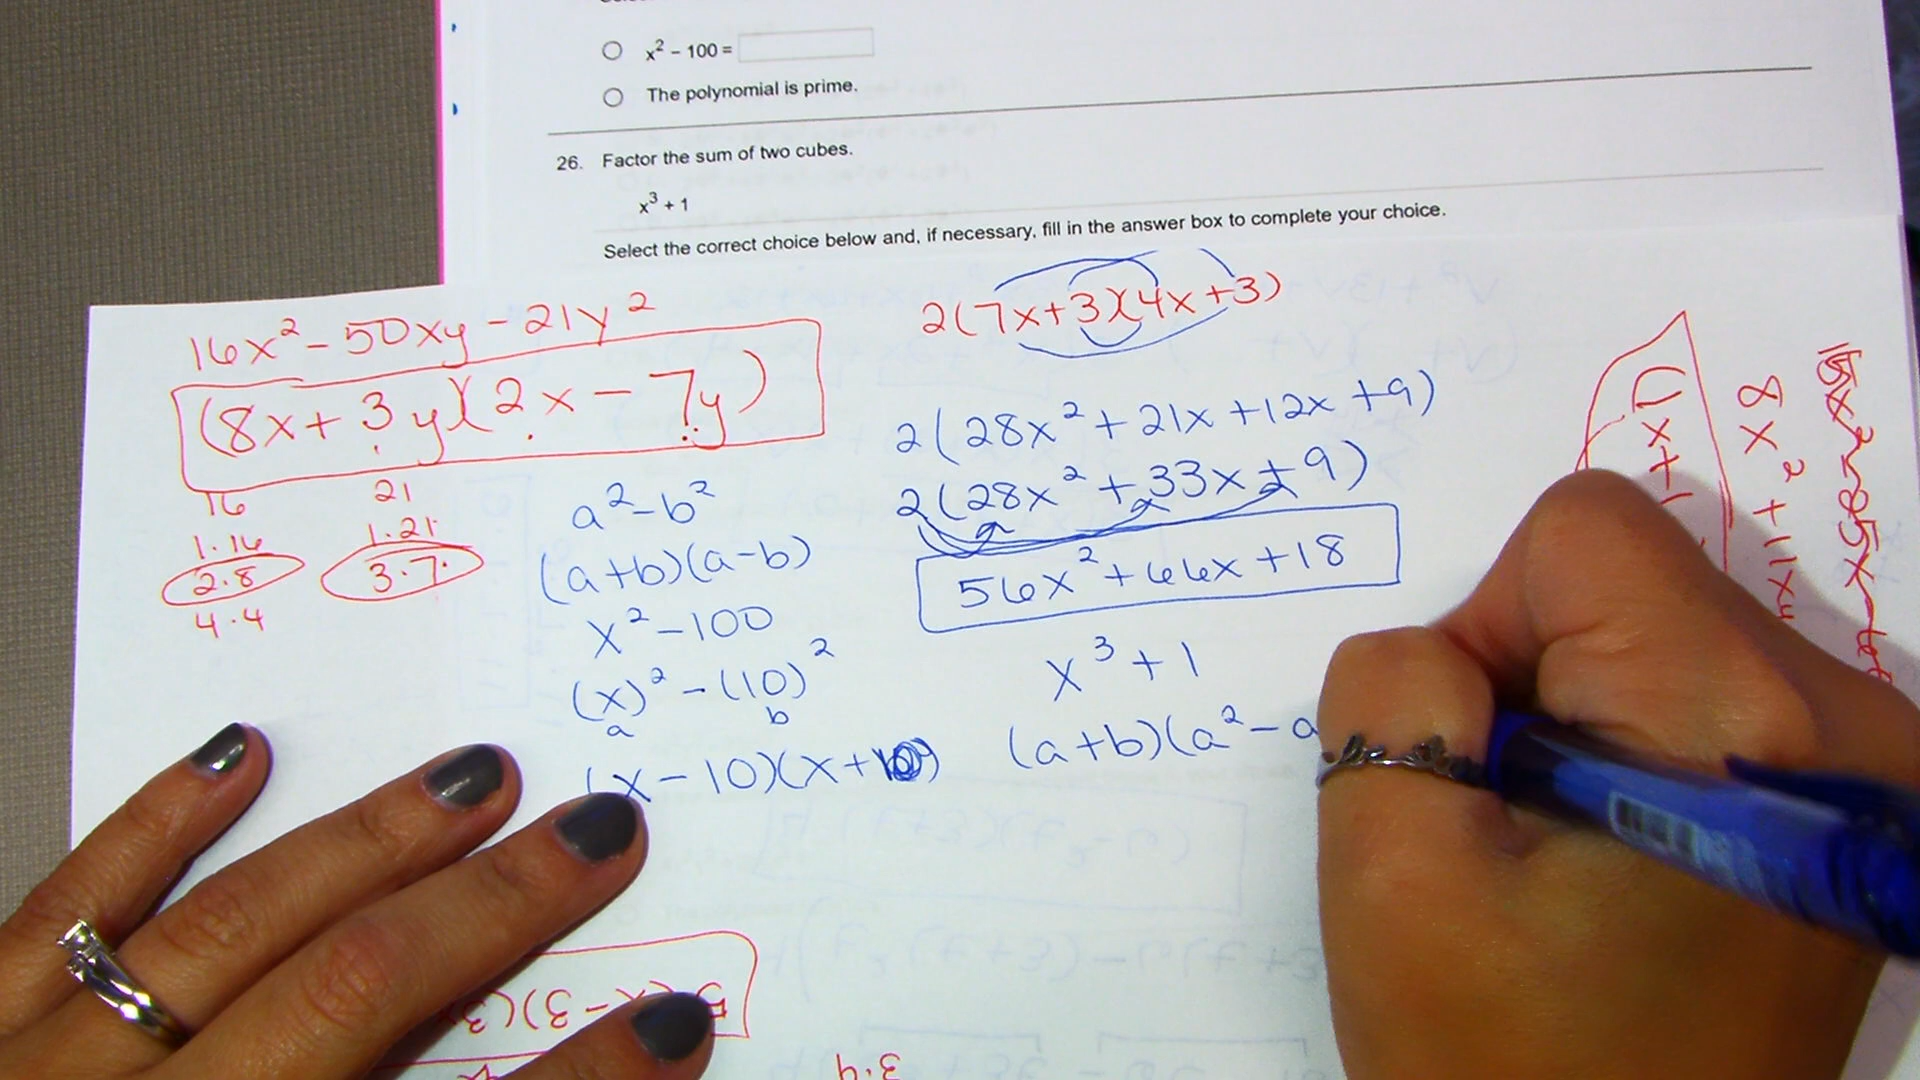 x² − 100 =
The polynomial is prime.
26. Factor the sum of two cubes.
x³ + 1
Select the correct choice below and, if necessary, fill in the answer box to complete your choice.
16x² − 50xy − 21y²
(8x + 3y)(2x − 7y)
16 21
1·16 1·21
2·8 3·7
4·4
a² − b²
(a+b)(a−b)
x² − 100
(x)² − (10)²
a b
(x − 10)(x + 10)
2(7x+3)(4x+3)
2(28x² + 21x + 12x + 9)
2(28x² + 33x + 9)
56x² + 66x + 18
x³ + 1
(a+b)(a² − a
8x² + 11xy
3·4